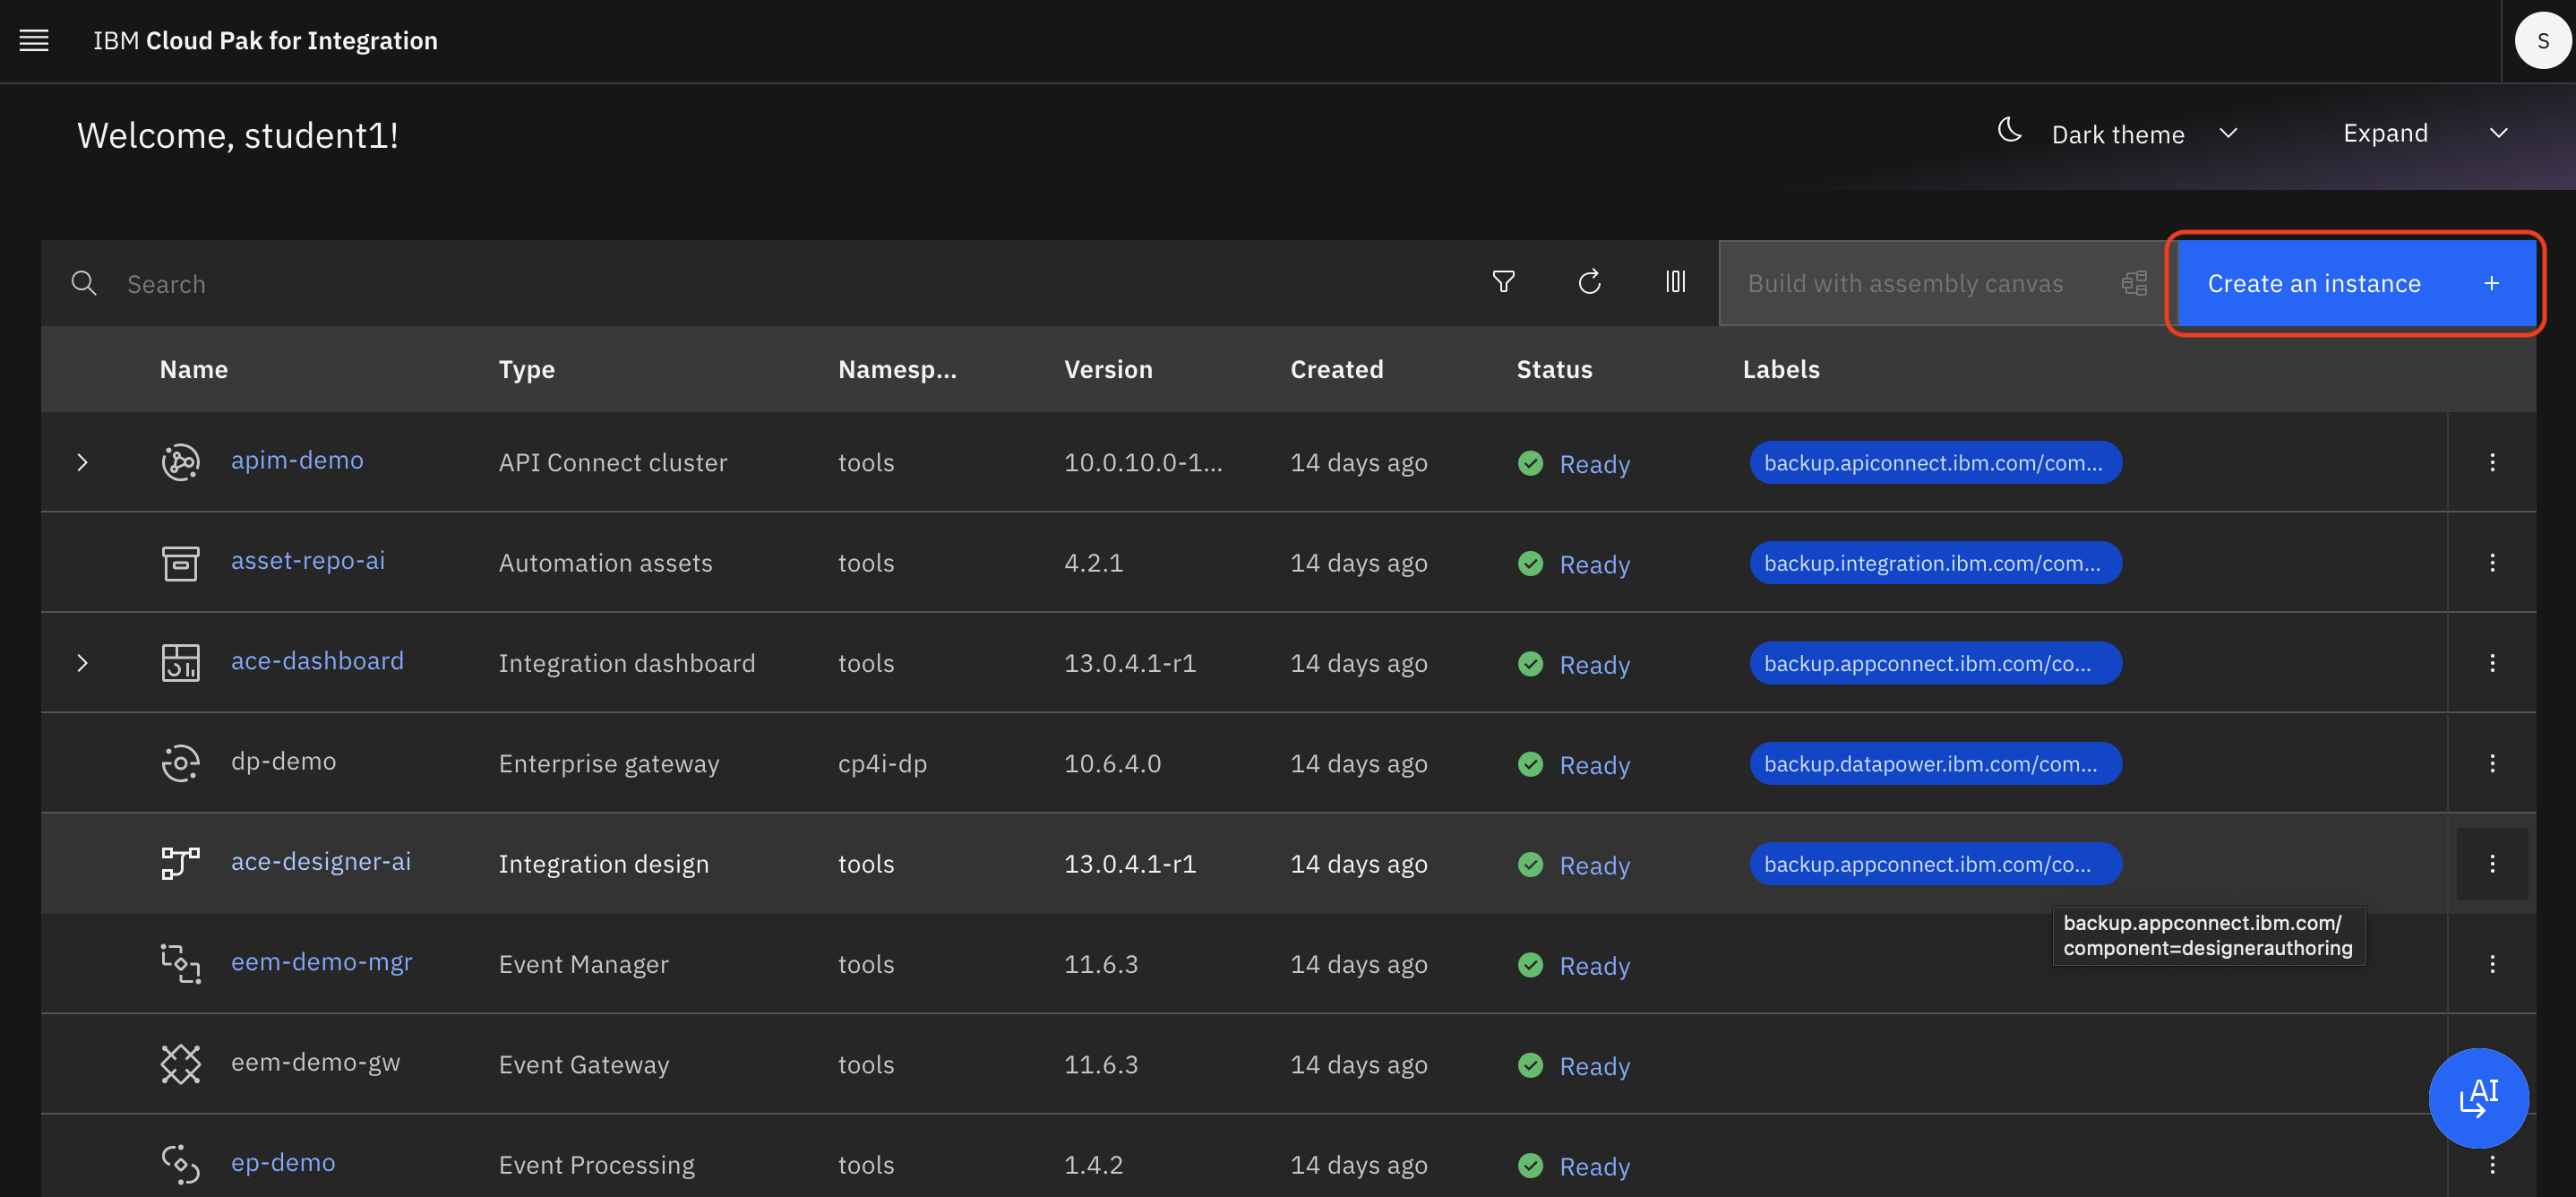 IBM Cloud Pak for Integration
S
Welcome, student1!
Dark theme
Expand
Search
Build with assembly canvas
Create an instance +
Name Type Namesp... Version Created Status Labels
apim-demo API Connect cluster tools 10.0.10.0-1... 14 days ago Ready backup.apiconnect.ibm.com/com...
asset-repo-ai Automation assets tools 4.2.1 14 days ago Ready backup.integration.ibm.com/com...
ace-dashboard Integration dashboard tools 13.0.4.1-r1 14 days ago Ready backup.appconnect.ibm.com/co...
dp-demo Enterprise gateway cp4i-dp 10.6.4.0 14 days ago Ready backup.datapower.ibm.com/com...
ace-designer-ai Integration design tools 13.0.4.1-r1 14 days ago Ready backup.appconnect.ibm.com/co...
backup.appconnect.ibm.com/
component=designerauthoring
eem-demo-mgr Event Manager tools 11.6.3 14 days ago Ready
eem-demo-gw Event Gateway tools 11.6.3 14 days ago Ready
AI
ep-demo Event Processing tools 1.4.2 14 days ago Ready